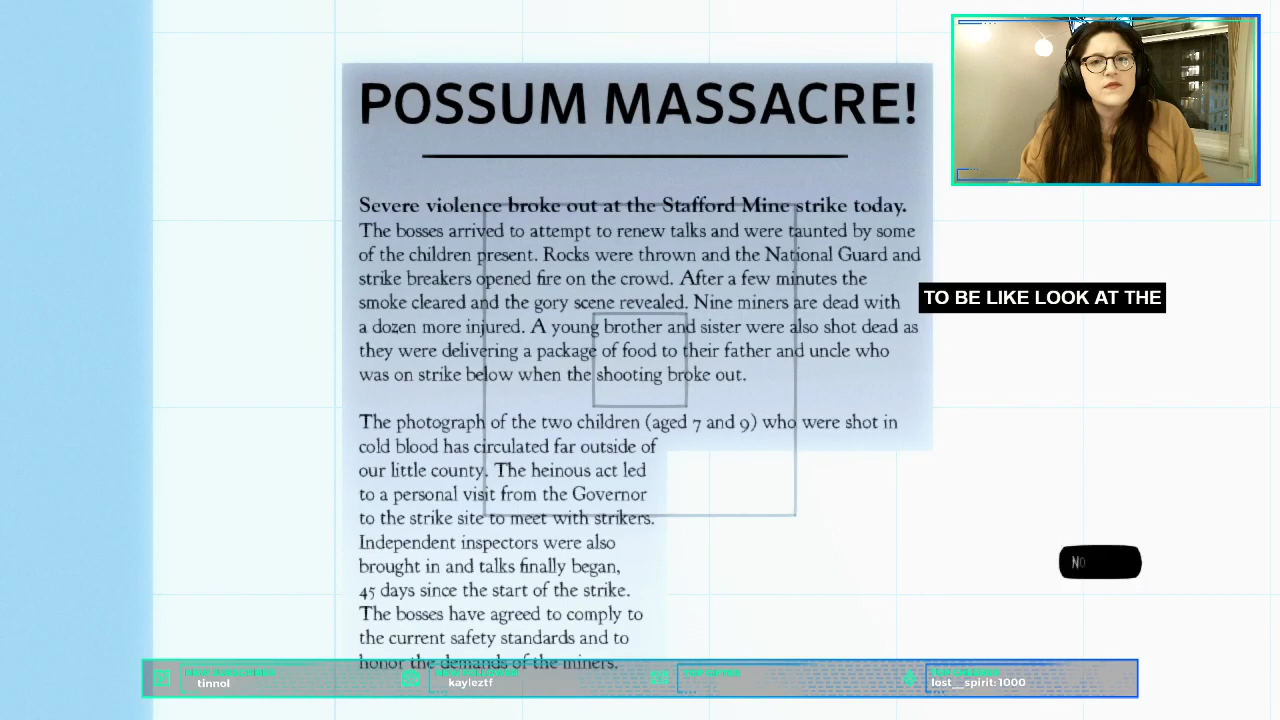 POSSUM MASSACRE!
Severe violence broke out at the Stafford Mine strike today.
The bosses arrived to attempt to renew talks and were taunted by some
of the children present. Rocks were thrown and the National Guard and
strike breakers opened fire on the crowd. After a few minutes the
smoke cleared and the gory scene revealed. Nine miners are dead with
a dozen more injured. A young brother and sister were also shot dead as
they were delivering a package of food to their father and uncle who
was on strike below when the shooting broke out.
The photograph of the two children (aged 7 and 9) who were shot in
cold blood has circulated far outside of
our little county. The heinous act led
to a personal visit from the Governor
to the strike site to meet with strikers.
Independent inspectors were also
brought in and talks finally began,
45 days since the start of the strike.
The bosses have agreed to comply to
the current safety standards and to
honor the demands of the miners.
TO BE LIKE LOOK AT THE
NO
tinnol
kayleztf
lost__spirit: 1000